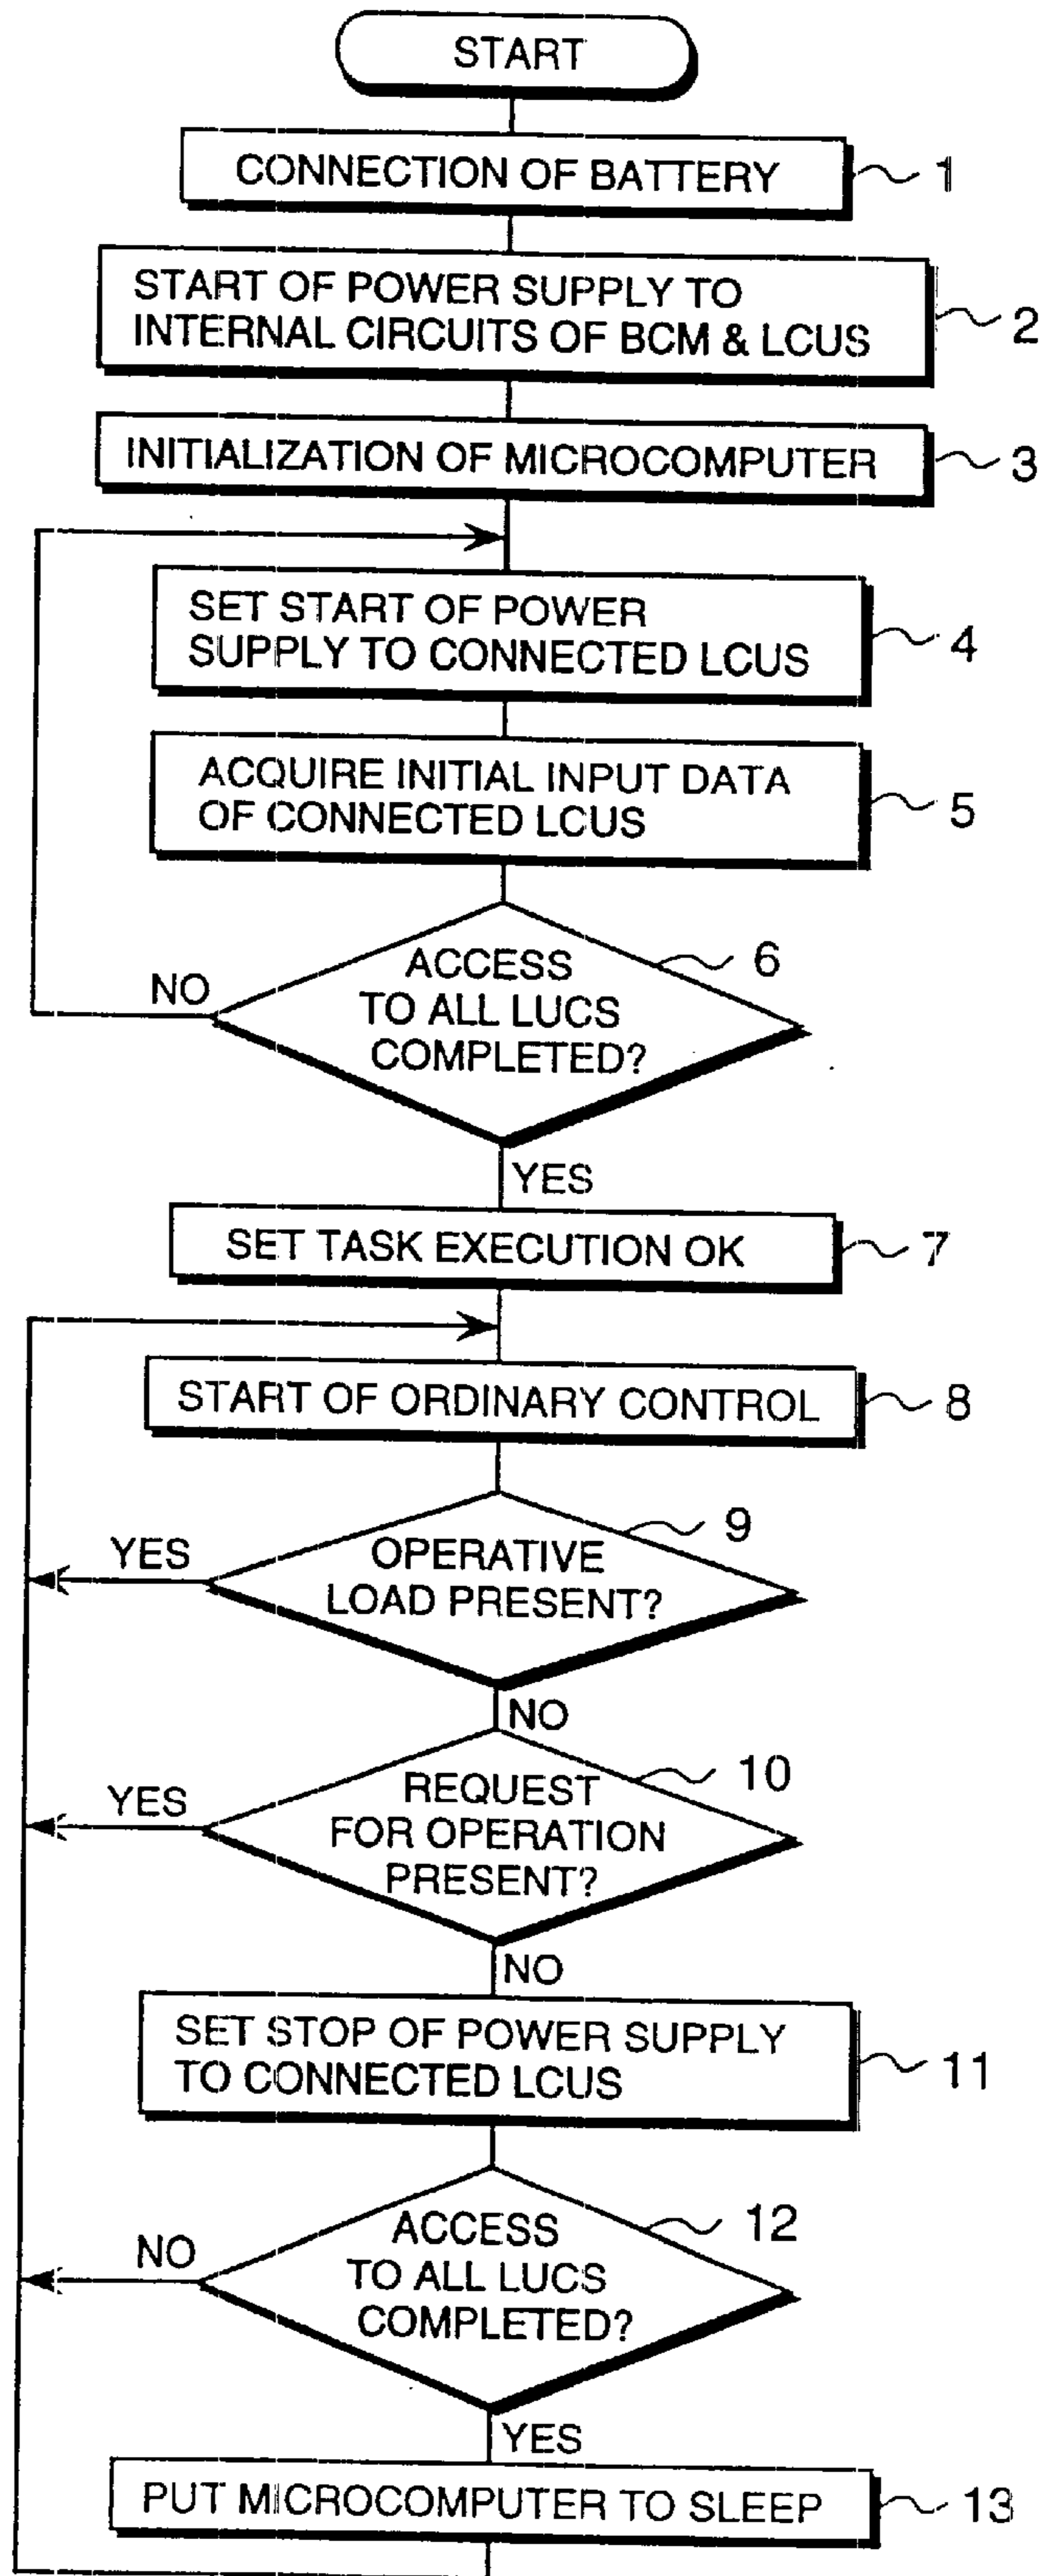 START
CONNECTION OF BATTERY
1
START OF POWER SUPPLY TO
INTERNAL CIRCUITS OF BCM & LCUS
2
INITIALIZATION OF MICROCOMPUTER
3
SET START OF POWER
SUPPLY TO CONNECTED LCUS
4
ACQUIRE INITIAL INPUT DATA
OF CONNECTED LCUS
5
ACCESS
TO ALL LUCS
COMPLETED?
6
NO
YES
SET TASK EXECUTION OK
7
START OF ORDINARY CONTROL
8
OPERATIVE
LOAD PRESENT?
9
YES
NO
REQUEST
FOR OPERATION
PRESENT?
10
YES
NO
SET STOP OF POWER SUPPLY
TO CONNECTED LCUS
11
ACCESS
TO ALL LUCS
COMPLETED?
12
NO
YES
PUT MICROCOMPUTER TO SLEEP
13